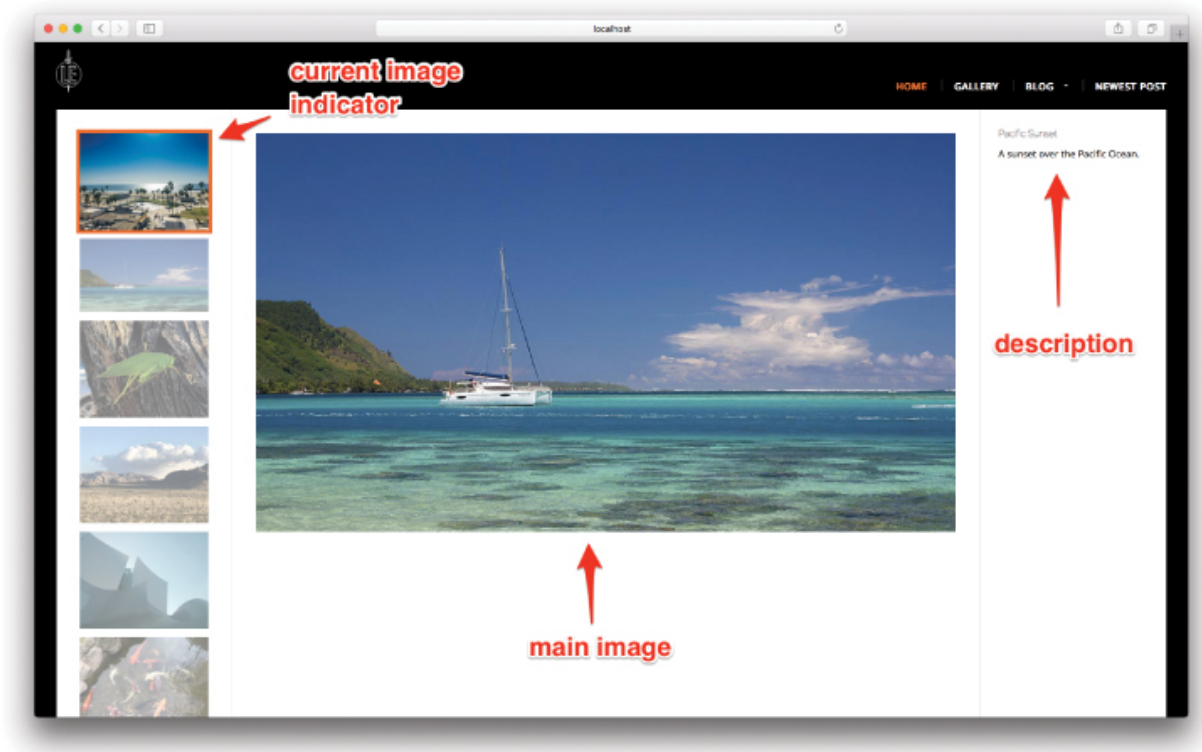 localhost
current image
indicator
LE
HOME
GALLERY
BLOG
NEWEST POST
Pacific Sunset
A sunset over the Pacific Ocean.
description
main image